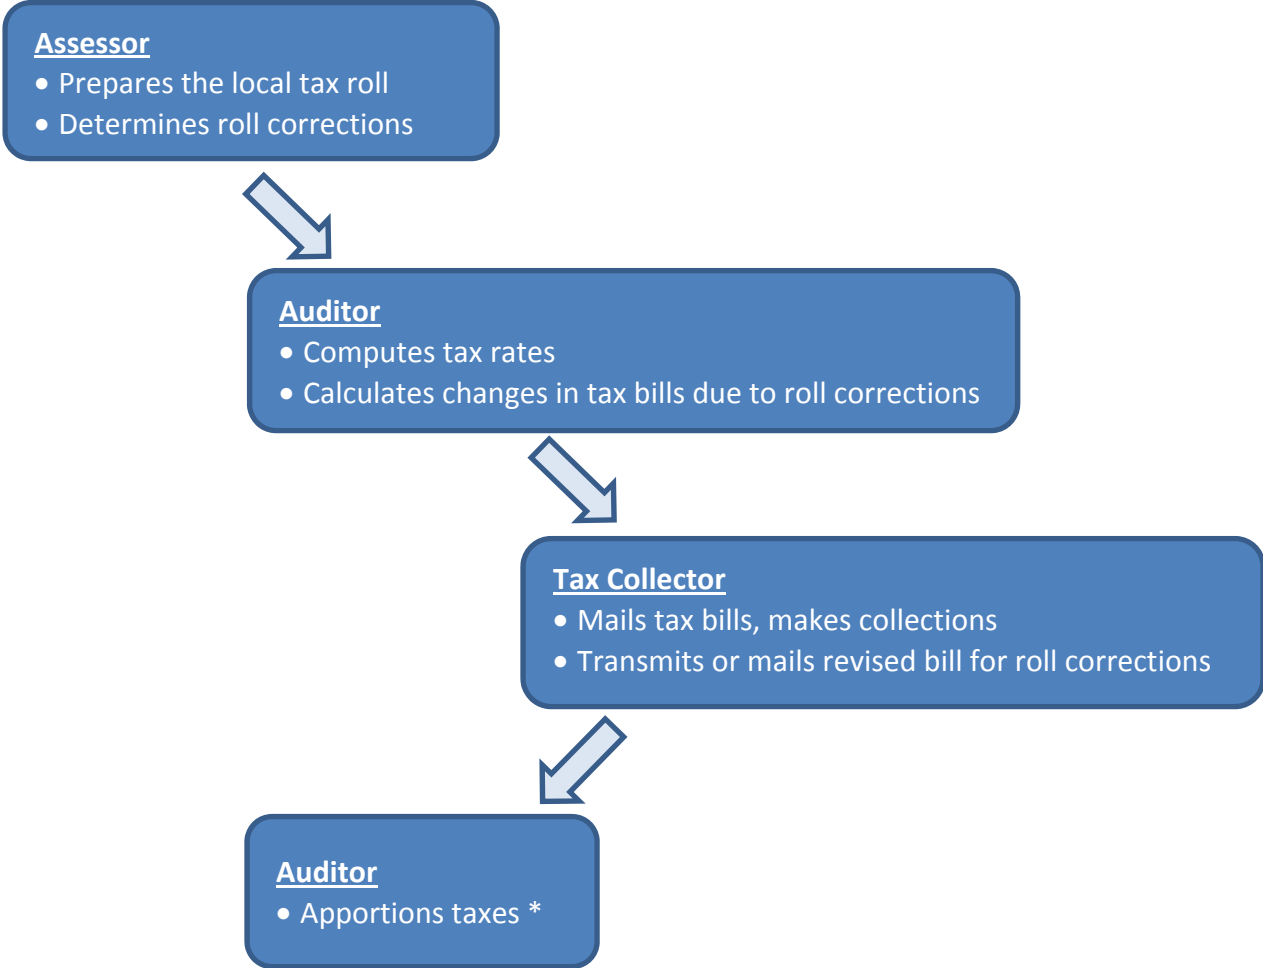 Assessor
• Prepares the local tax roll
• Determines roll corrections
Auditor
• Computes tax rates
• Calculates changes in tax bills due to roll corrections
Tax Collector
• Mails tax bills, makes collections
• Transmits or mails revised bill for roll corrections
Auditor
• Apportions taxes *